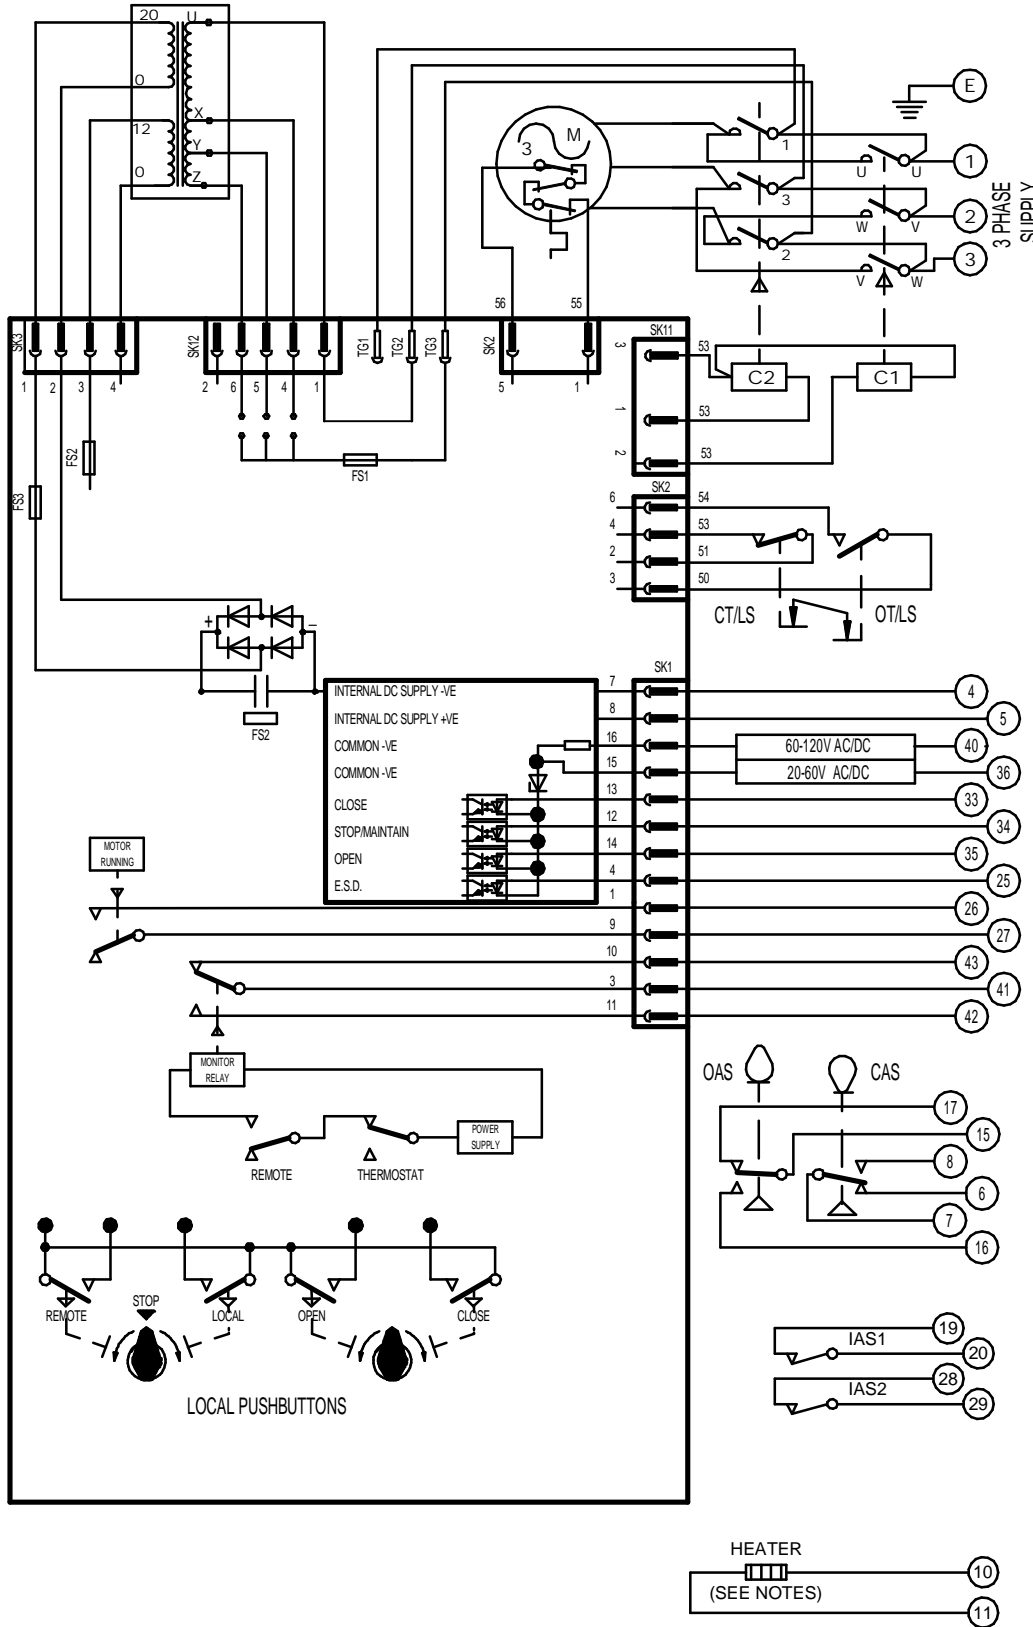 20
U
0
X
12
Y
0
Z
3
M
1
3
2
U
U
W
V
V
W
E
1
2
3
3 PHASE
SUPPLY
SK3
1
2
3
4
SK12
2
6
5
4
1
TG1
TG2
TG3
56
55
SK2
5
1
SK11
3
53
1
53
2
53
C2
C1
FS1
FS2
FS3
SK2
6
54
4
53
2
51
3
50
CT/LS
OT/LS
+
–
FS2
SK1
INTERNAL DC SUPPLY -VE
7
4
INTERNAL DC SUPPLY +VE
8
5
COMMON -VE
16
60-120V AC/DC
40
COMMON -VE
15
20-60V AC/DC
36
CLOSE
13
33
STOP/MAINTAIN
12
34
OPEN
14
35
E.S.D.
4
25
1
26
9
27
10
43
3
41
11
42
MOTOR
RUNNING
MONITOR
RELAY
REMOTE
THERMOSTAT
POWER
SUPPLY
OAS
CAS
17
15
8
6
7
16
REMOTE
STOP
LOCAL
OPEN
CLOSE
LOCAL PUSHBUTTONS
19
IAS1
20
28
IAS2
29
HEATER
(SEE NOTES)
10
11